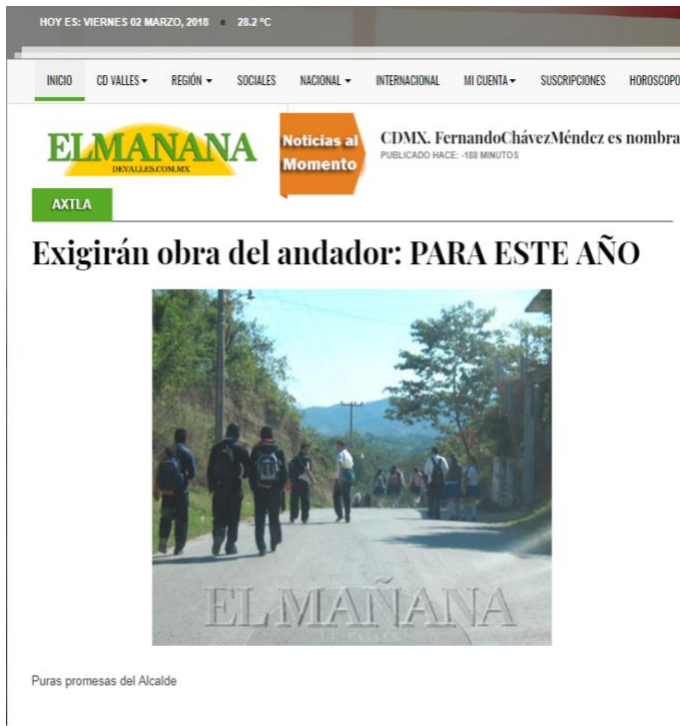 HOY ES: VIERNES 02 MARZO, 2018 28.2 °C
INICIO CD VALLES REGIÓN SOCIALES NACIONAL INTERNACIONAL MI CUENTA SUSCRIPCIONES HOROSCOPO
EL MAÑANA
DEVALLES.COM.MX
Noticias al
Momento
CDMX. FernandoChávezMéndez es nombra
PUBLICADO HACE: -188 MINUTOS
AXTLA
Exigirán obra del andador: PARA ESTE AÑO
EL MAÑANA
DE VALLES
Puras promesas del Alcalde